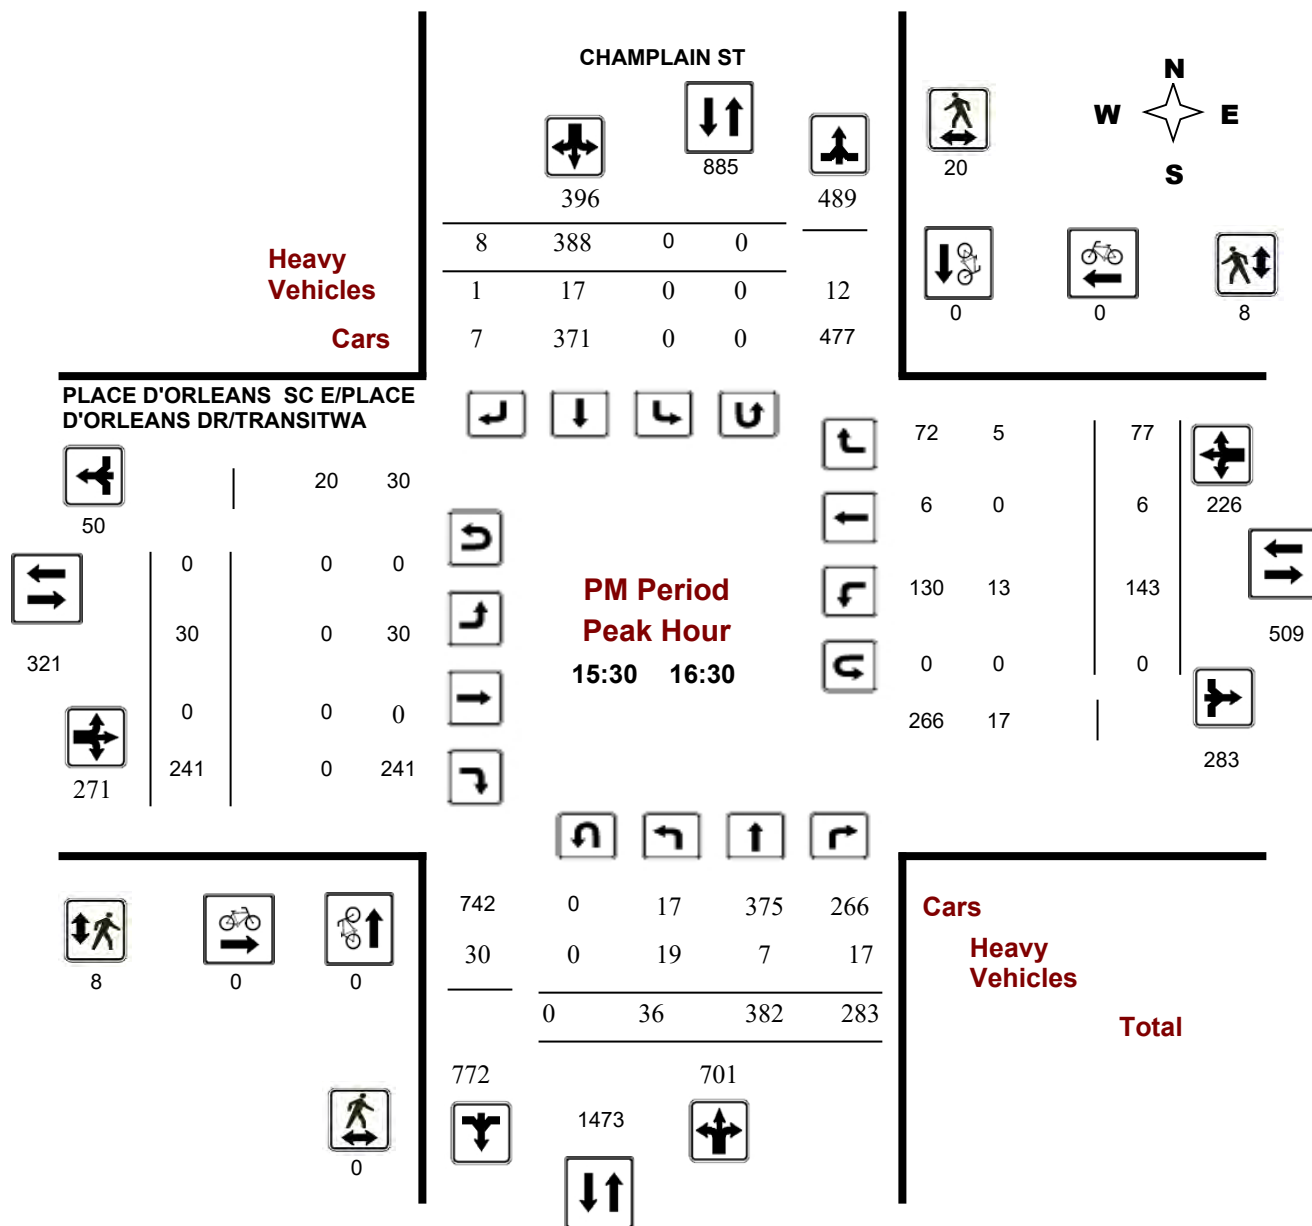 CHAMPLAIN ST
N
W E
S
885
20
396 489
8 388 0 0
Heavy
Vehicles 1 17 0 0 12
0 0 8
Cars 7 371 0 0 477
PLACE D'ORLEANS SC E/PLACE
D'ORLEANS DR/TRANSITWA
72 5 77
20 30
50
6 0 6 226
0 0 0
PM Period
130 13 143
30 0 30
Peak Hour
509
321
15:30 16:30
0 0 0
0 0 0
266 17
241 0 241
283
271
742 0 17 375 266 Cars
30 0 19 7 17 Heavy
Vehicles
8 0 0
0 36 382 283
Total
772 701
1473
0